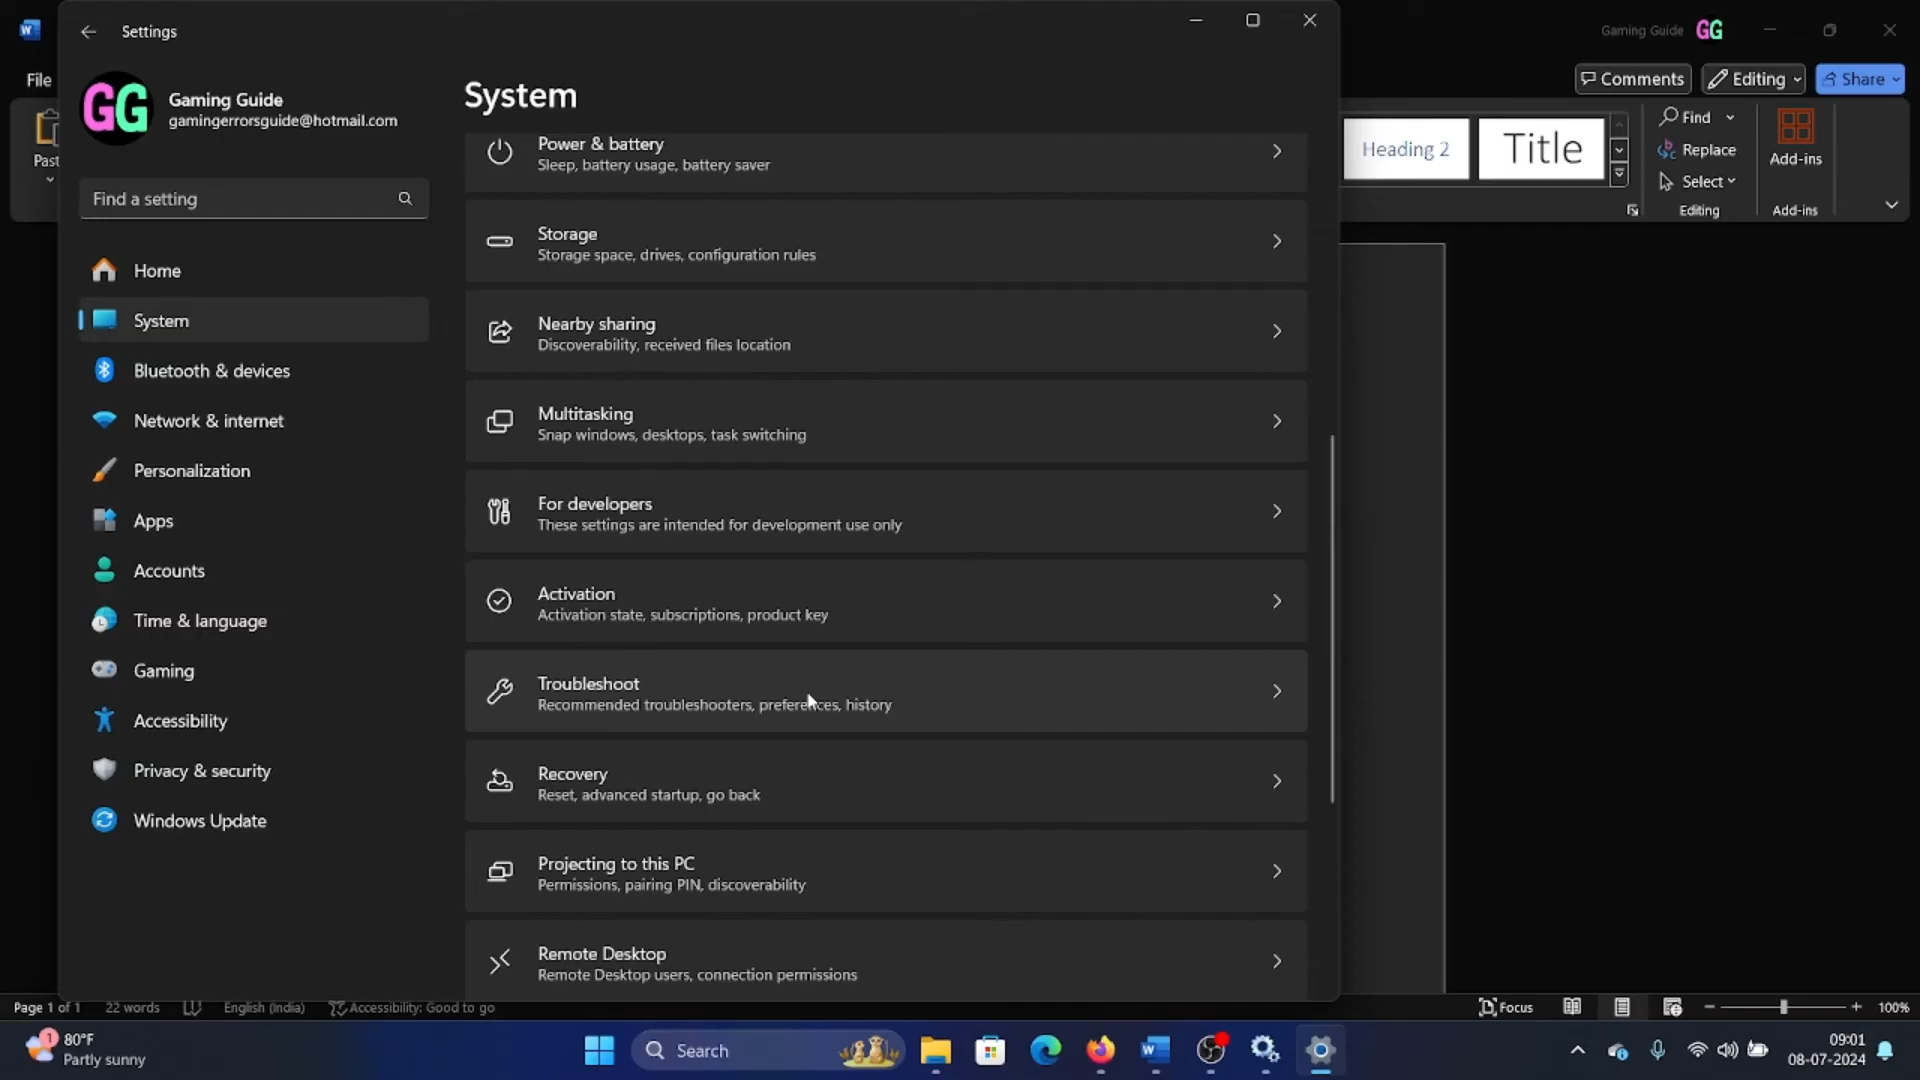 Settings
GG
Gaming Guide
gamingerrorsguide@hotmail.com
Find a setting
Home
System
Bluetooth & devices
Network & internet
Personalization
Apps
Accounts
Time & language
Gaming
Accessibility
Privacy & security
Windows Update
System
Power & battery
Sleep, battery usage, battery saver
Storage
Storage space, drives, configuration rules
Nearby sharing
Discoverability, received files location
Multitasking
Snap windows, desktops, task switching
For developers
These settings are intended for development use only
Activation
Activation state, subscriptions, product key
Troubleshoot
Recommended troubleshooters, preferences, history
Recovery
Reset, advanced startup, go back
Projecting to this PC
Permissions, pairing PIN, discoverability
Remote Desktop
Remote Desktop users, connection permissions
W
File
Past
Gaming Guide GG
Comments
Editing
Share
Heading 2
Title
Find
Replace
Select
Editing
Add-ins
Add-ins
Page 1 of 1
22 words
English (India)
Accessibility: Good to go
Focus
100%
1
80°F
Partly sunny
Search
W
09:01
08-07-2024